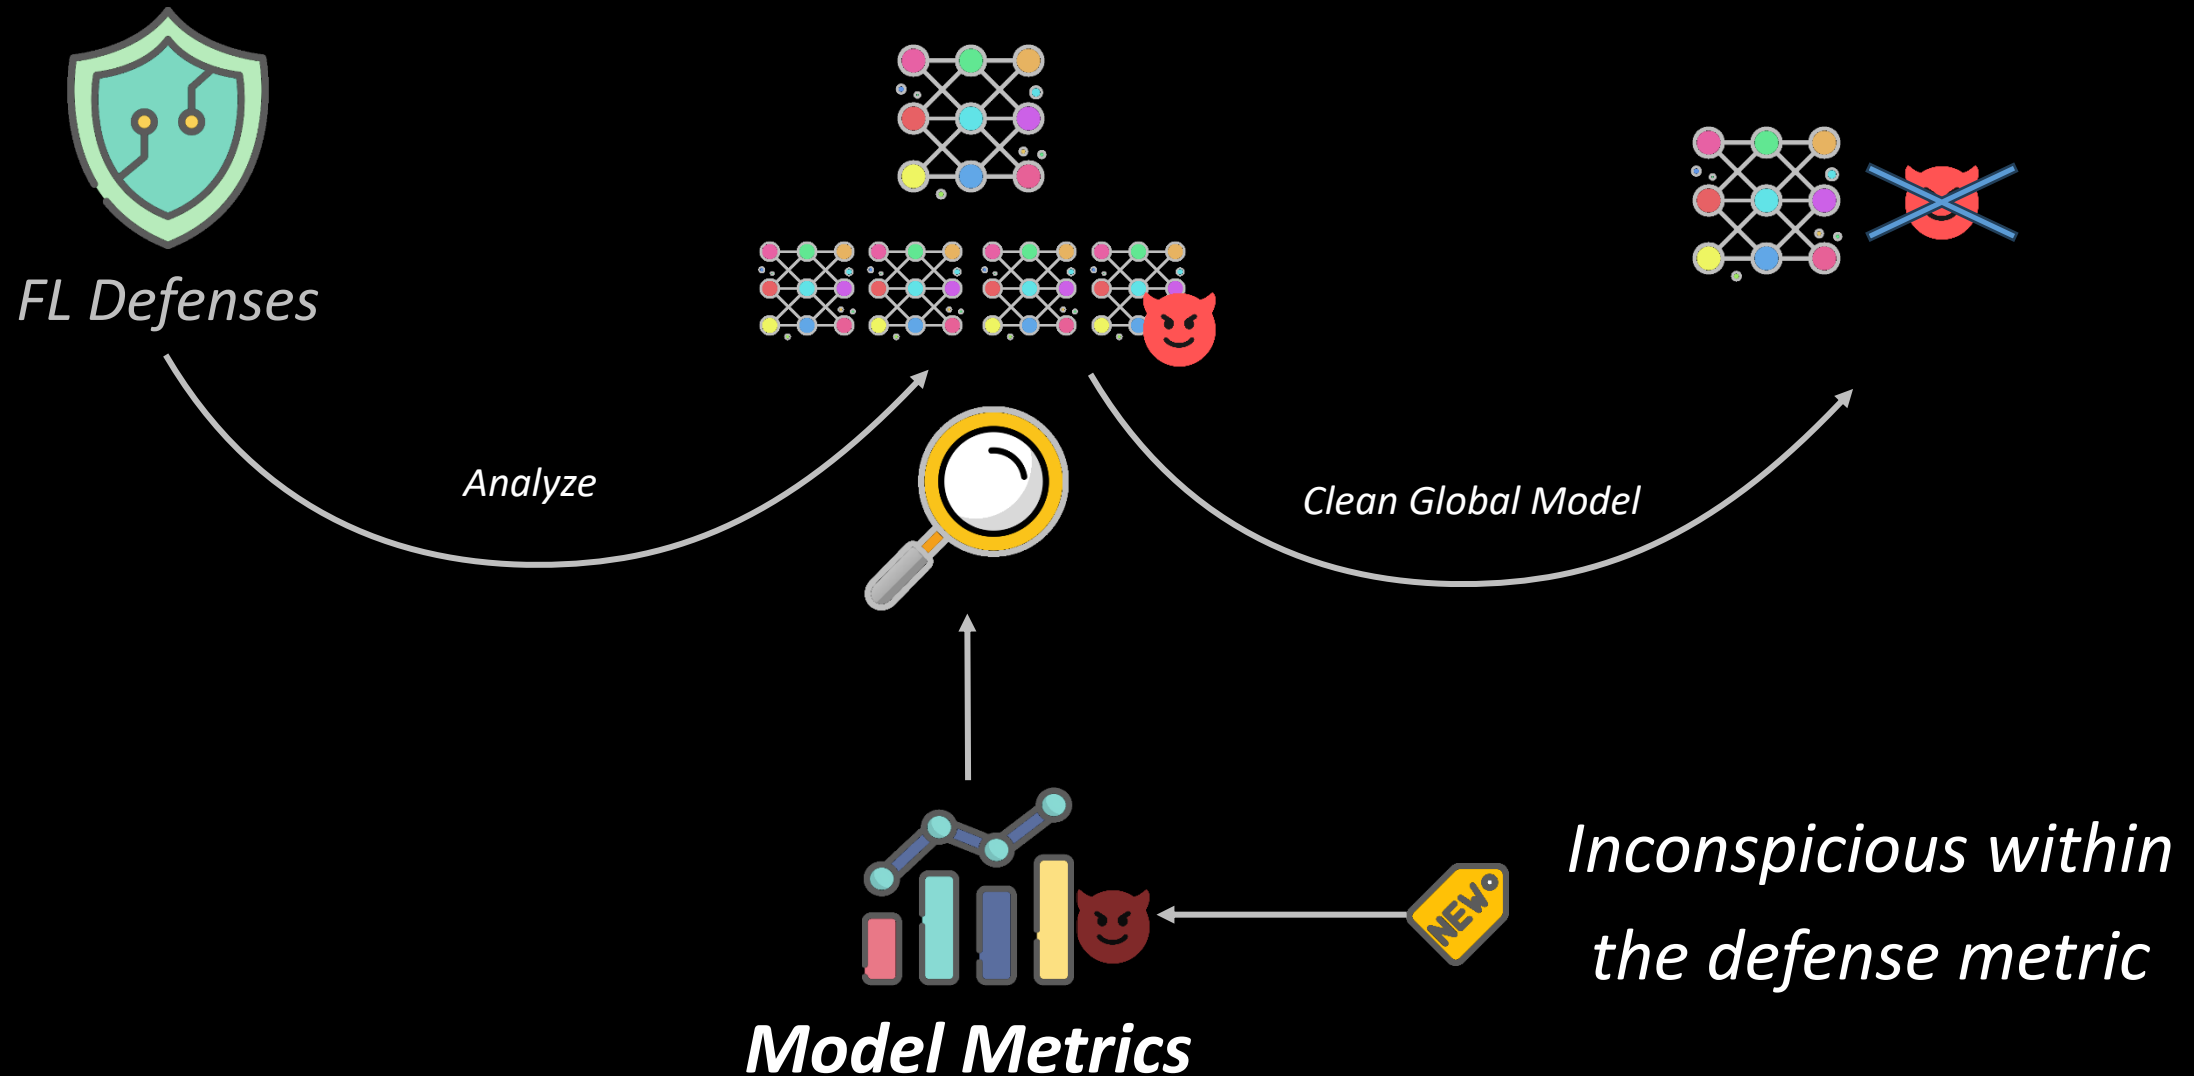 FL Defenses
Analyze
Clean Global Model
NEW
Inconspicious within
the defense metric
Model Metrics